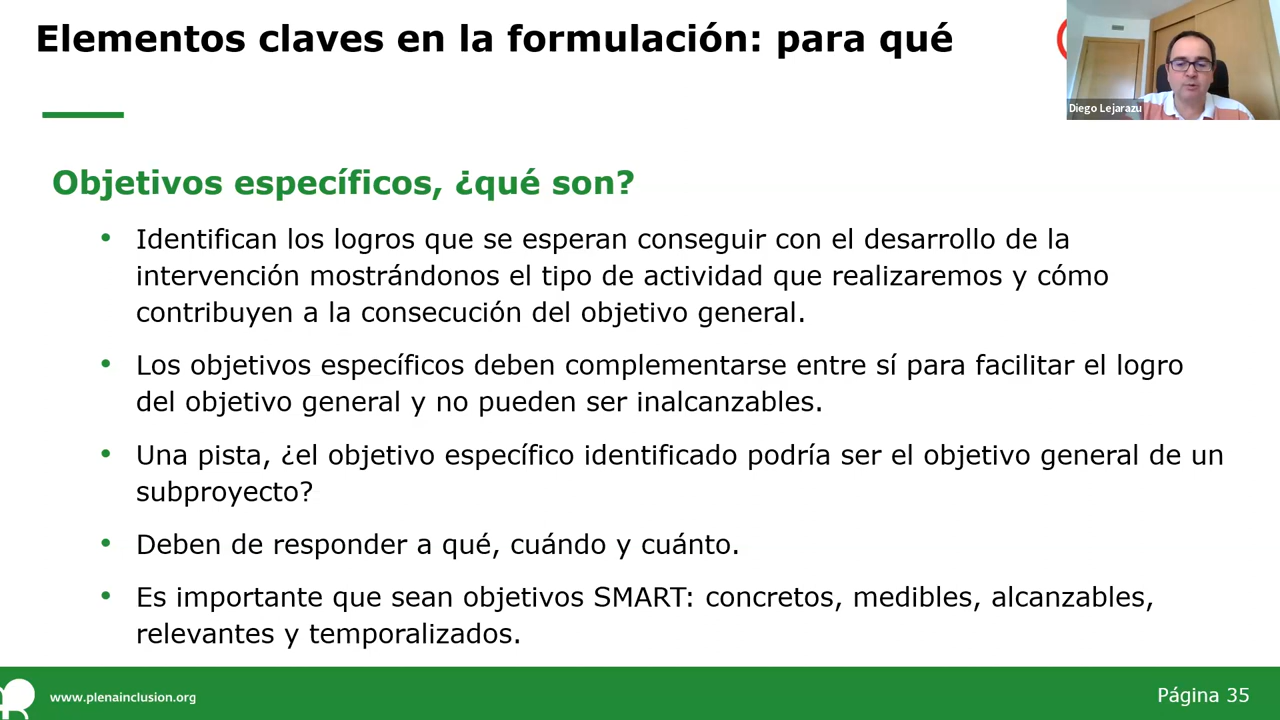 Elementos claves en la formulación: para qué
Diego Lejarazu
Objetivos específicos, ¿qué son?
• Identifican los logros que se esperan conseguir con el desarrollo de la
intervención mostrándonos el tipo de actividad que realizaremos y cómo
contribuyen a la consecución del objetivo general.
• Los objetivos específicos deben complementarse entre sí para facilitar el logro
del objetivo general y no pueden ser inalcanzables.
• Una pista, ¿el objetivo específico identificado podría ser el objetivo general de un
subproyecto?
• Deben de responder a qué, cuándo y cuánto.
• Es importante que sean objetivos SMART: concretos, medibles, alcanzables,
relevantes y temporalizados.
www.plenainclusion.org
Página 35